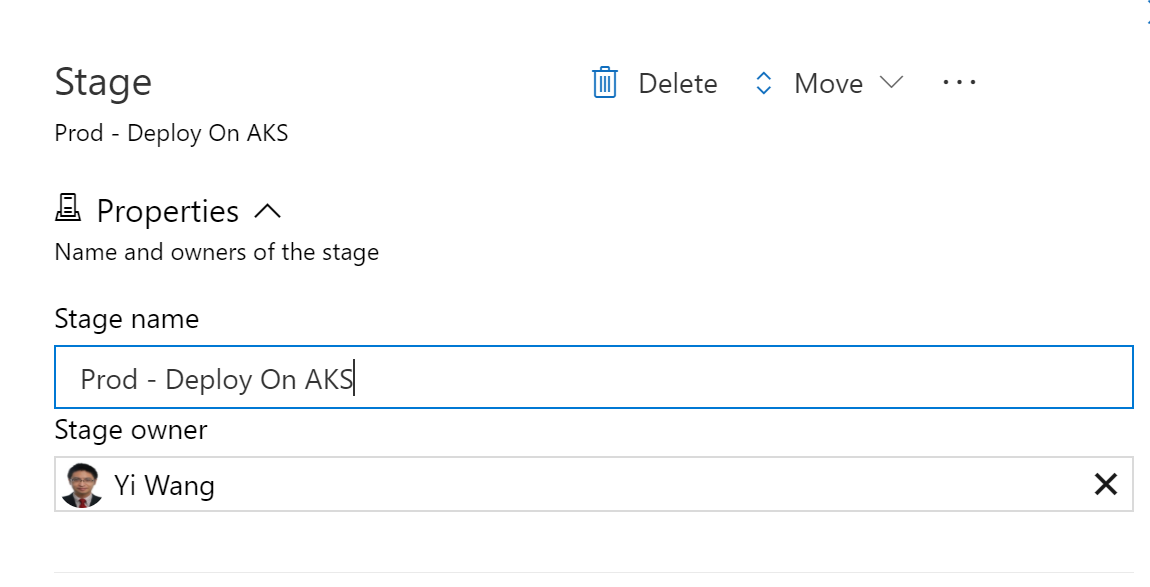 Stage
Delete
Move
...
Prod - Deploy On AKS
Properties
Name and owners of the stage
Stage name
Prod - Deploy On AKS
Stage owner
Yi Wang